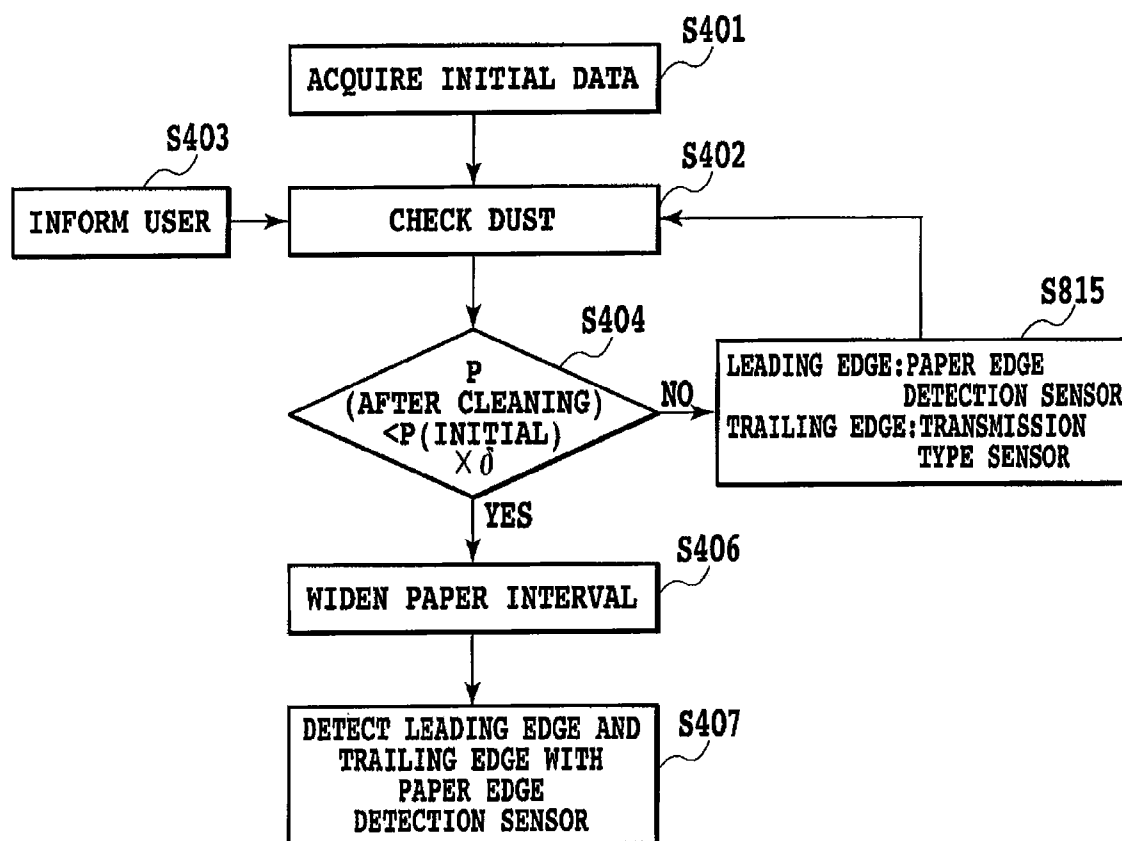 S401
ACQUIRE INITIAL DATA
S403
S402
INFORM USER
CHECK DUST
S815
S404
LEADING EDGE:PAPER EDGE
DETECTION SENSOR
TRAILING EDGE:TRANSMISSION
TYPE SENSOR
P
(AFTER CLEANING)
<P(INITIAL)
×δ
NO
YES
S406
WIDEN PAPER INTERVAL
S407
DETECT LEADING EDGE AND
TRAILING EDGE WITH
PAPER EDGE
DETECTION SENSOR